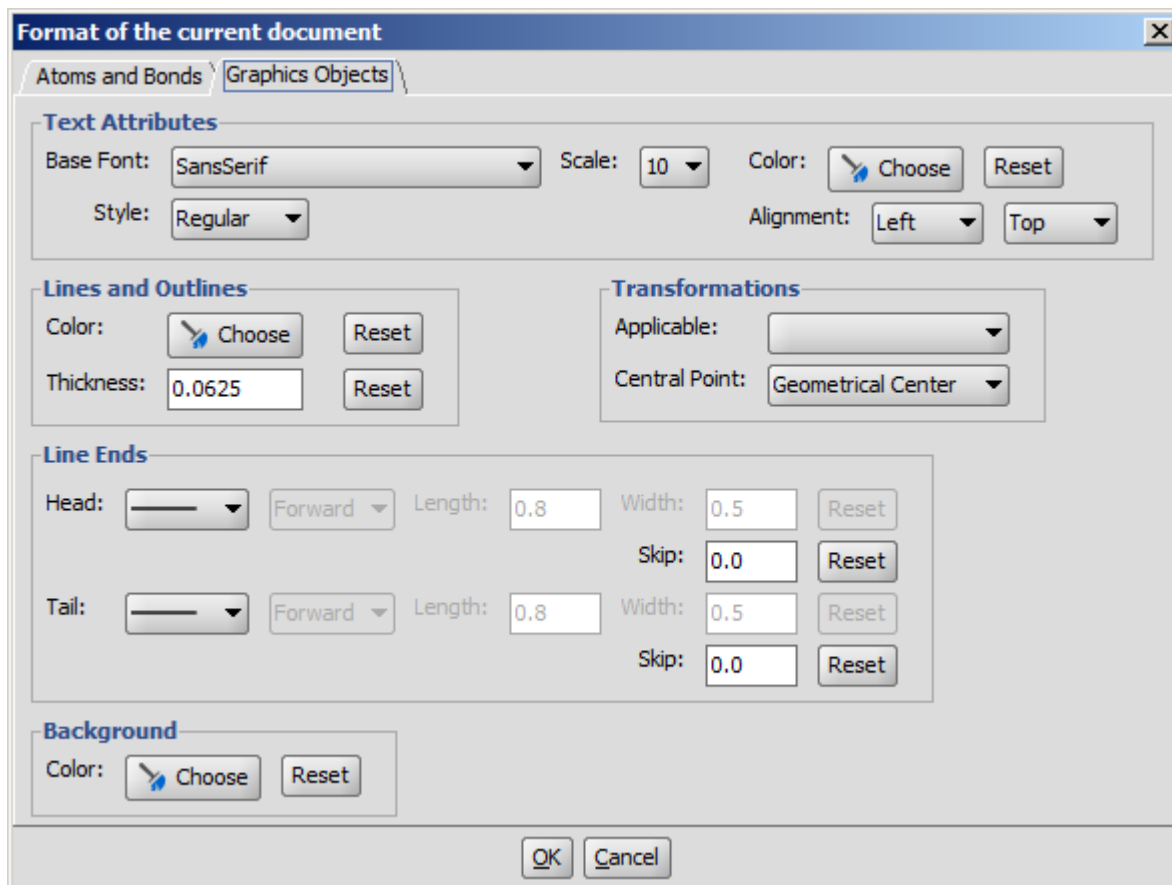 Format of the current document
Atoms and Bonds Graphics Objects
Text Attributes
Base Font: SansSerif Scale: 10 Color: Choose Reset
Style: Regular Alignment: Left Top
Lines and Outlines Transformations
Color: Choose Reset Applicable:
Thickness: 0.0625 Reset Central Point: Geometrical Center
Line Ends
Head: Forward Length: 0.8 Width: 0.5 Reset
Skip: 0.0 Reset
Tail: Forward Length: 0.8 Width: 0.5 Reset
Skip: 0.0 Reset
Background
Color: Choose Reset
OK Cancel